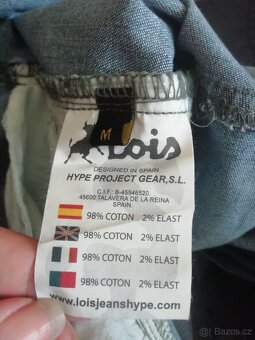 M
Lois
DESIGNED IN SPAIN
HYPE PROJECT GEAR,S.L.
C.I.F.: B-45546520.
45600 TALAVERA DE LA REINA
SPAIN.
98% COTON 2% ELAST
98% COTON 2% ELAST
98% COTON 2% ELAST
98% COTON 2% ELAST
www.loisjeanshype.com
Bazoš.cz